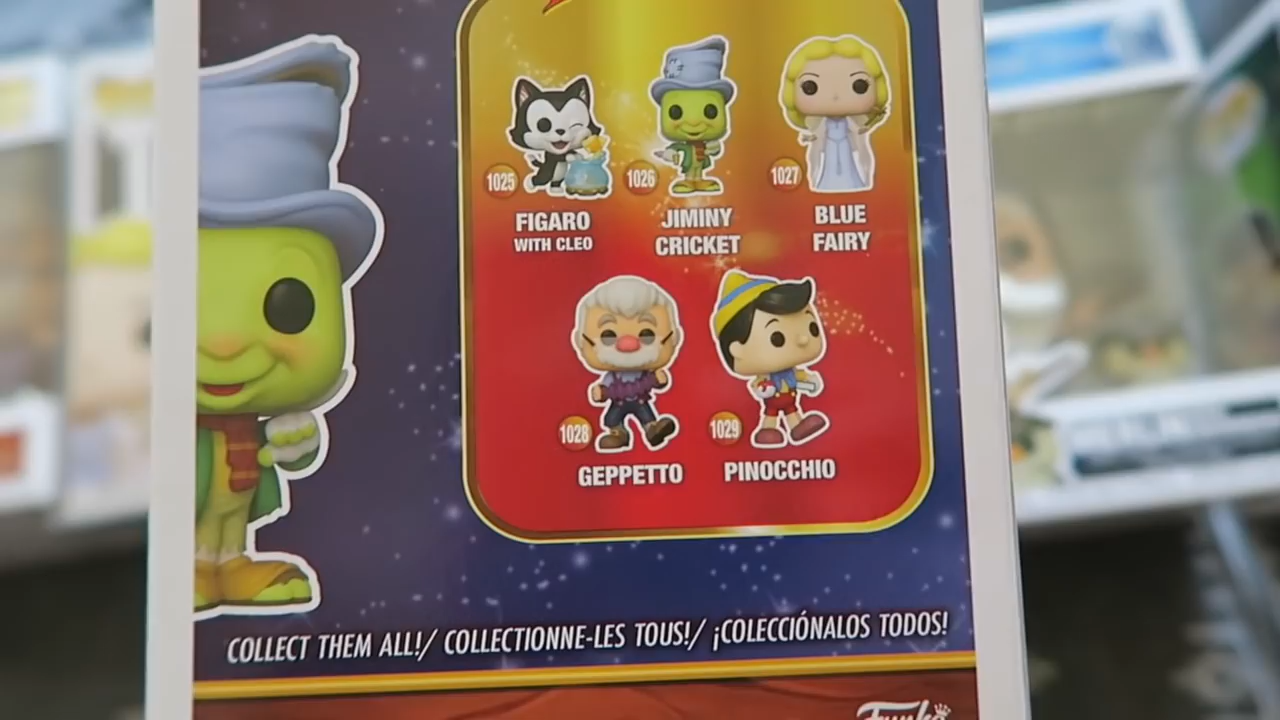 1025
1026
1027
FIGARO
WITH CLEO
JIMINY
CRICKET
BLUE
FAIRY
1028
1029
GEPPETTO
PINOCCHIO
COLLECT THEM ALL!/ COLLECTIONNE-LES TOUS!/ ¡COLECCIÓNALOS TODOS!
Funko